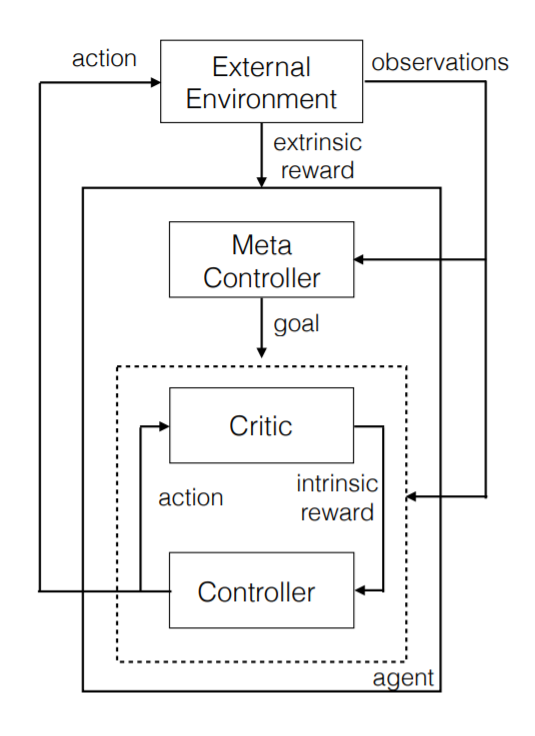 action
External
Environment
observations
extrinsic
reward
Meta
Controller
goal
Critic
action
intrinsic
reward
Controller
agent